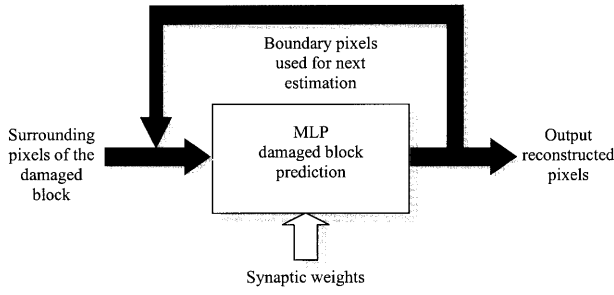 Boundary pixels
used for next
estimation
Surrounding
pixels of the
damaged
block
MLP
damaged block
prediction
Output
reconstructed
pixels
Synaptic weights